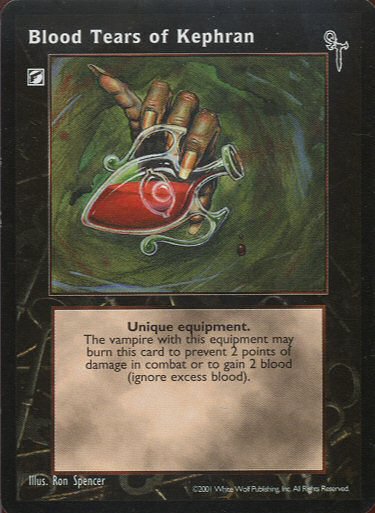 Blood Tears of Kephran
Unique equipment.
The vampire with this equipment may
burn this card to prevent 2 points of
damage in combat or to gain 2 blood
(ignore excess blood).
Illus. Ron Spencer
©2001 White Wolf Publishing, Inc. All Rights Reserved.